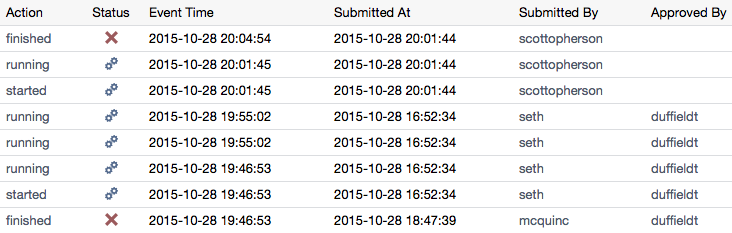 Action Status Event Time Submitted At Submitted By Approved By
finished 2015-10-28 20:04:54 2015-10-28 20:01:44 scottopherson
running 2015-10-28 20:01:45 2015-10-28 20:01:44 scottopherson
started 2015-10-28 20:01:45 2015-10-28 20:01:44 scottopherson
running 2015-10-28 19:55:02 2015-10-28 16:52:34 seth duffieldt
running 2015-10-28 19:55:02 2015-10-28 16:52:34 seth duffieldt
running 2015-10-28 19:46:53 2015-10-28 16:52:34 seth duffieldt
started 2015-10-28 19:46:53 2015-10-28 16:52:34 seth duffieldt
finished 2015-10-28 19:46:53 2015-10-28 18:47:39 mcquinc duffieldt